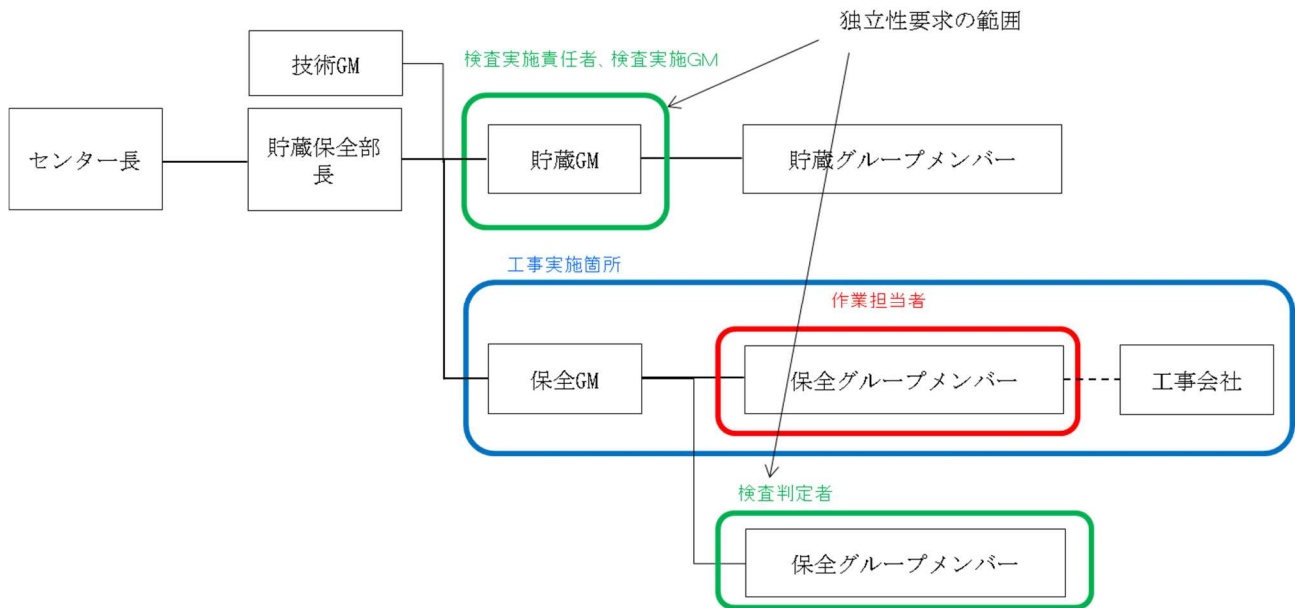 独立性要求の範囲
技術GM
検査実施責任者、検査実施GM
センター長
貯蔵保全部
長
貯蔵GM
貯蔵グループメンバー
工事実施箇所
作業担当者
保全GM
保全グループメンバー
工事会社
検査判定者
保全グループメンバー